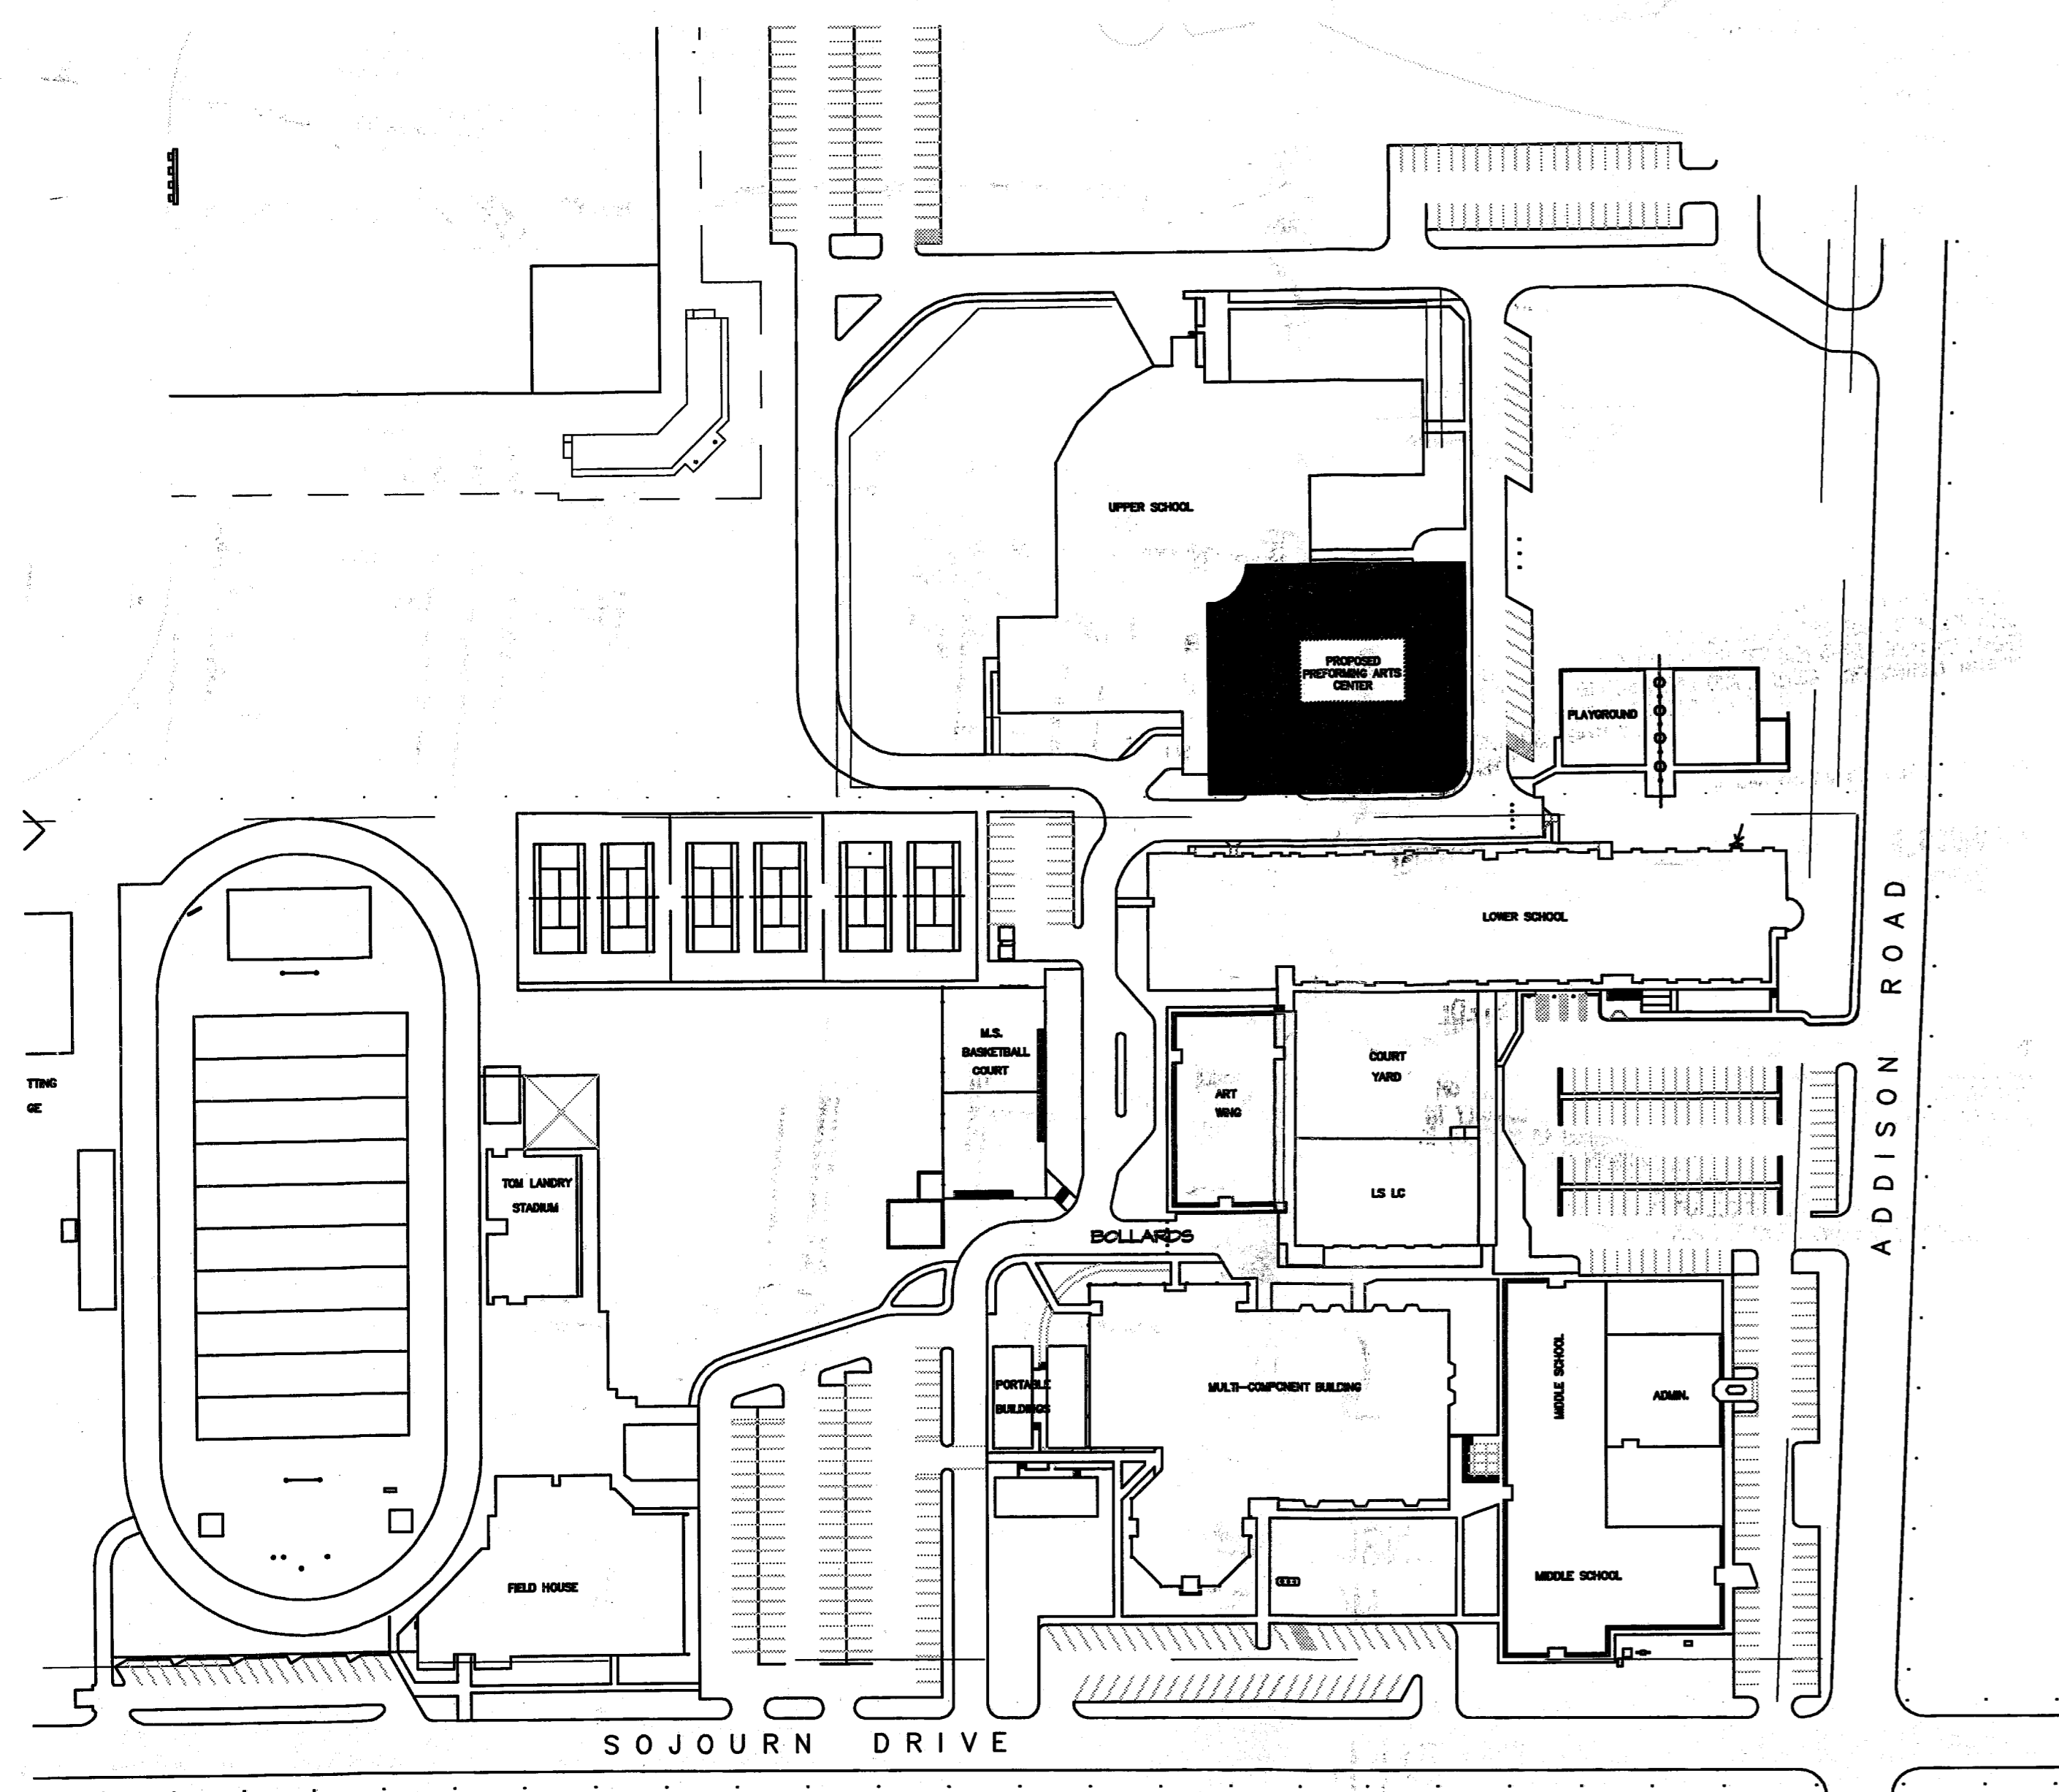 UPPER SCHOOL
PROPOSED
PREFORMING ARTS
CENTER
PLAYGROUND
LOWER SCHOOL
ADDISON ROAD
M.S.
BASKETBALL
COURT
COURT
YARD
ART
WING
TTING
GE
TOM LANDRY
STADIUM
LS LC
BOLLARDS
PORTABLE
BUILDINGS
MULTI-COMPONENT BUILDING
MIDDLE SCHOOL
ADMIN.
FIELD HOUSE
MIDDLE SCHOOL
SOJOURN DRIVE